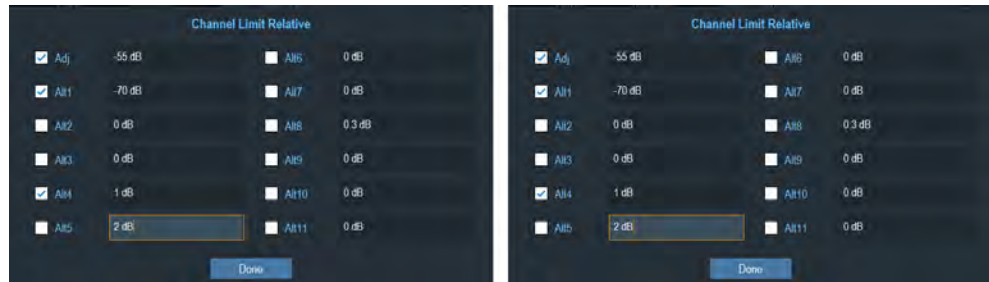 Channel Limit Relative
Adj -55 dB Alt6 0 dB
Alt1 -70 dB Alt7 0 dB
Alt2 0 dB Alt8 0.3 dB
Alt3 0 dB Alt9 0 dB
Alt4 1 dB Alt10 0 dB
Alt5 2 dB Alt11 0 dB
Done
Channel Limit Relative
Adj -55 dB Alt6 0 dB
Alt1 -70 dB Alt7 0 dB
Alt2 0 dB Alt8 0.3 dB
Alt3 0 dB Alt9 0 dB
Alt4 1 dB Alt10 0 dB
Alt5 2 dB Alt11 0 dB
Done